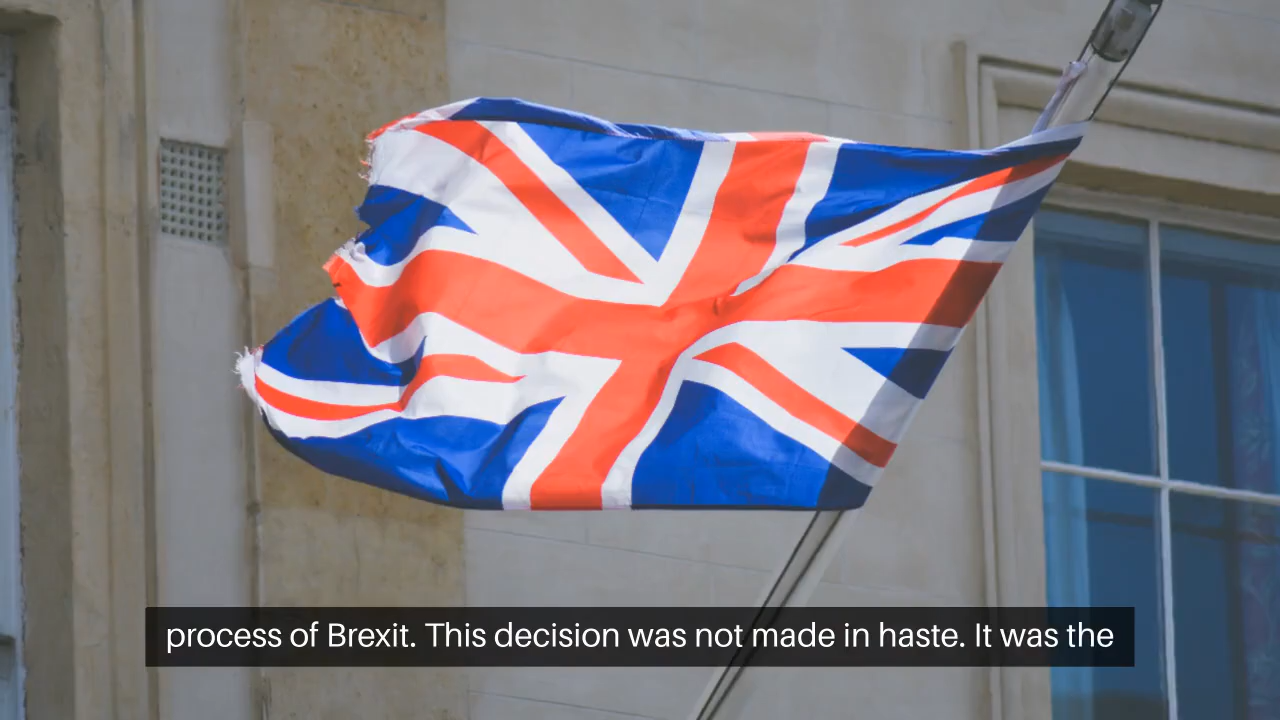 process of Brexit. This decision was not made in haste. It was the